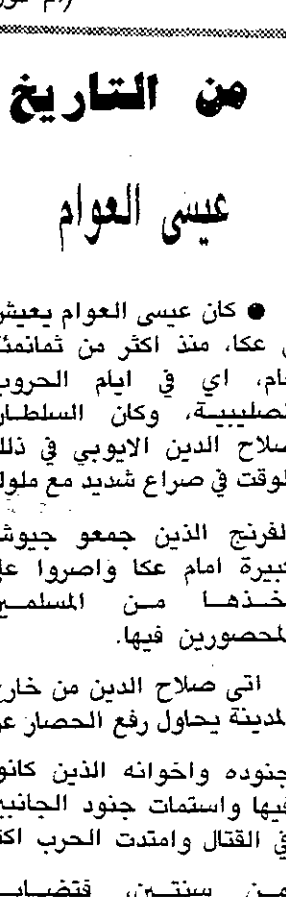 من التاريخ
عيسى العوام
● كان عيسى العوام يعيش
عكا، منذ اكثر من ثمانمئة
عام، اي في ايام الحروب
الصليبية، وكان السلطان
صلاح الدين الايوبي في ذلك
الوقت في صراع شديد مع ملوك
الفرنج الذين جمعو جيوشا
كبيرة امام عكا واصروا على
اخذها من المسلمين
المحصورين فيها.
اتى صلاح الدين من خارج
المدينة يحاول رفع الحصار عن
جنوده واخوانه الذين كانوا
فيها واستمات جنود الجانبين
في القتال وامتدت الحرب اكثر
من سنتين،